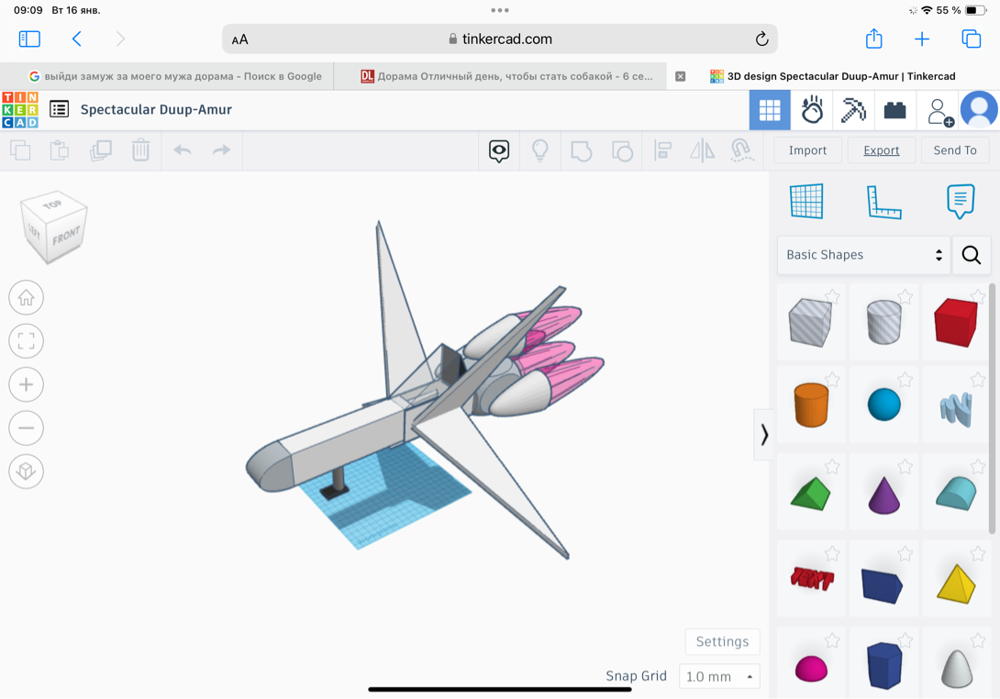 09:09 Вт 16 янв.
55 %
AA
tinkercad.com
G выйди замуж за моего мужа дорама - Поиск в Google
DL Дорама Отличный день, чтобы стать собакой - 6 се...
3D design Spectacular Duup-Amur | Tinkercad
TIN
KER
CAD
Spectacular Duup-Amur
Import
Export
Send To
TOP
LEFT
FRONT
Basic Shapes
TEXT
Settings
Snap Grid
1.0 mm